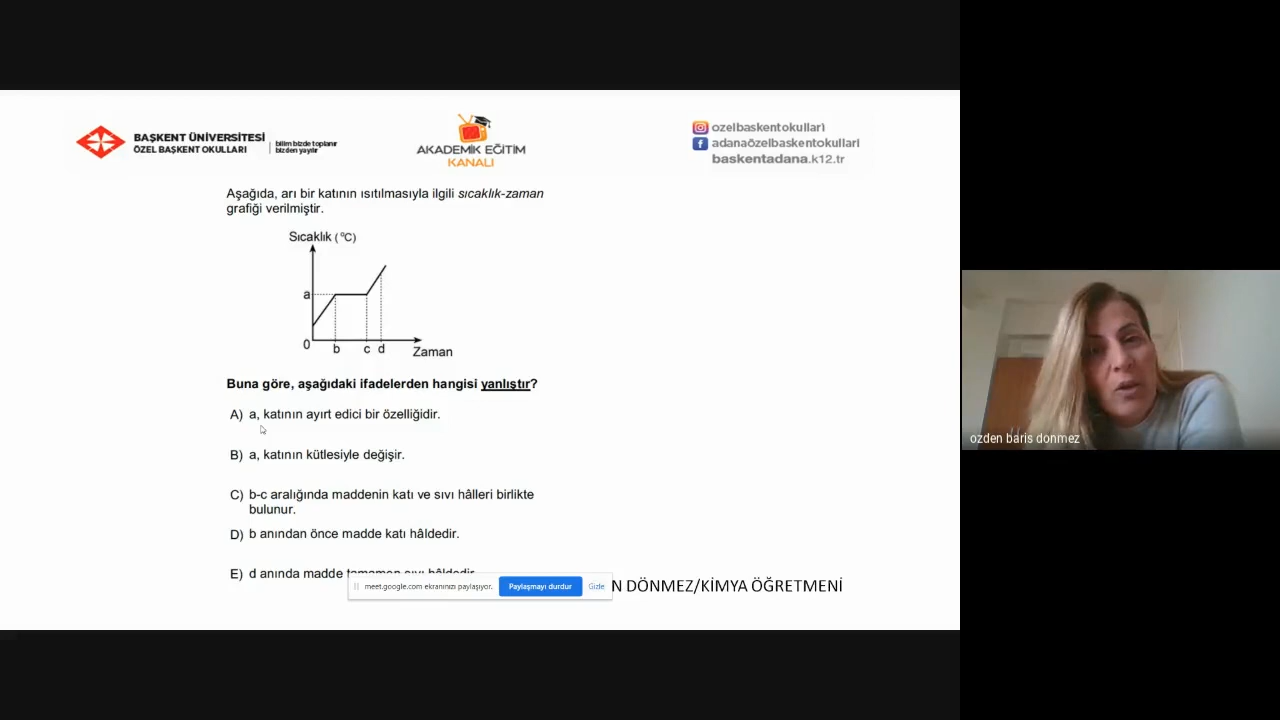 BAŞKENT ÜNİVERSİTESİ
ÖZEL BAŞKENT OKULLARI
bilim bizde toplanır
bizden yayılır
AKADEMİK EĞİTİM
KANALI
ozelbaskentokullari
adanaözelbaskentokullari
baskentadana.k12.tr
Aşağıda, arı bir katının ısıtılmasıyla ilgili sıcaklık-zaman
grafiği verilmiştir.
Sıcaklık (°C)
a
0
b c d
Zaman
Buna göre, aşağıdaki ifadelerden hangisi yanlıştır?
A) a, katının ayırt edici bir özelliğidir.
B) a, katının kütlesiyle değişir.
C) b-c aralığında maddenin katı ve sıvı hâlleri birlikte
bulunur.
D) b anından önce madde katı hâldedir.
E) d anında madde tamamen sıvı hâldedir.
meet.google.com ekranınızı paylaşıyor. Paylaşmayı durdur Gizle
N DÖNMEZ/KİMYA ÖĞRETMENİ
ozden baris donmez